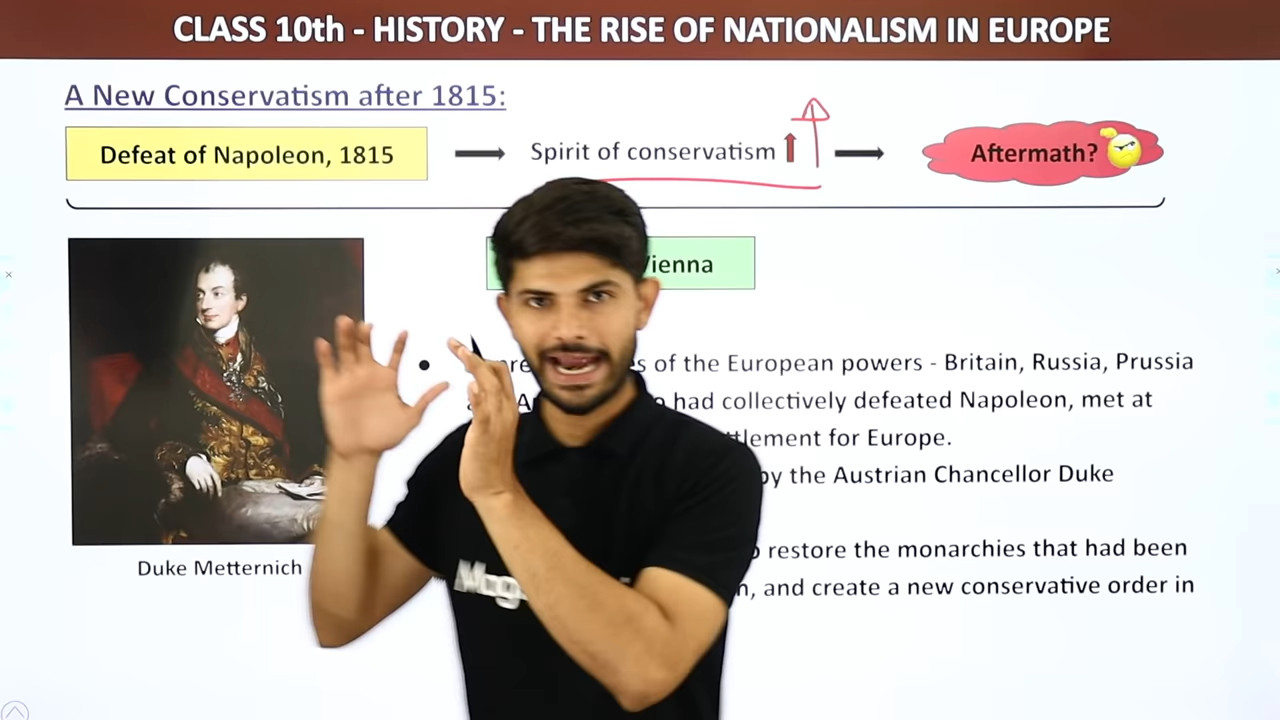 CLASS 10th - HISTORY - THE RISE OF NATIONALISM IN EUROPE
A New Conservatism after 1815:
Defeat of Napoleon, 1815
Spirit of conservatism
Aftermath?
of the European powers - Britain, Russia, Prussia
had collectively defeated Napoleon, met at
for Europe.
by the Austrian Chancellor Duke
Duke Metternich
restore the monarchies that had been
and create a new conservative order in